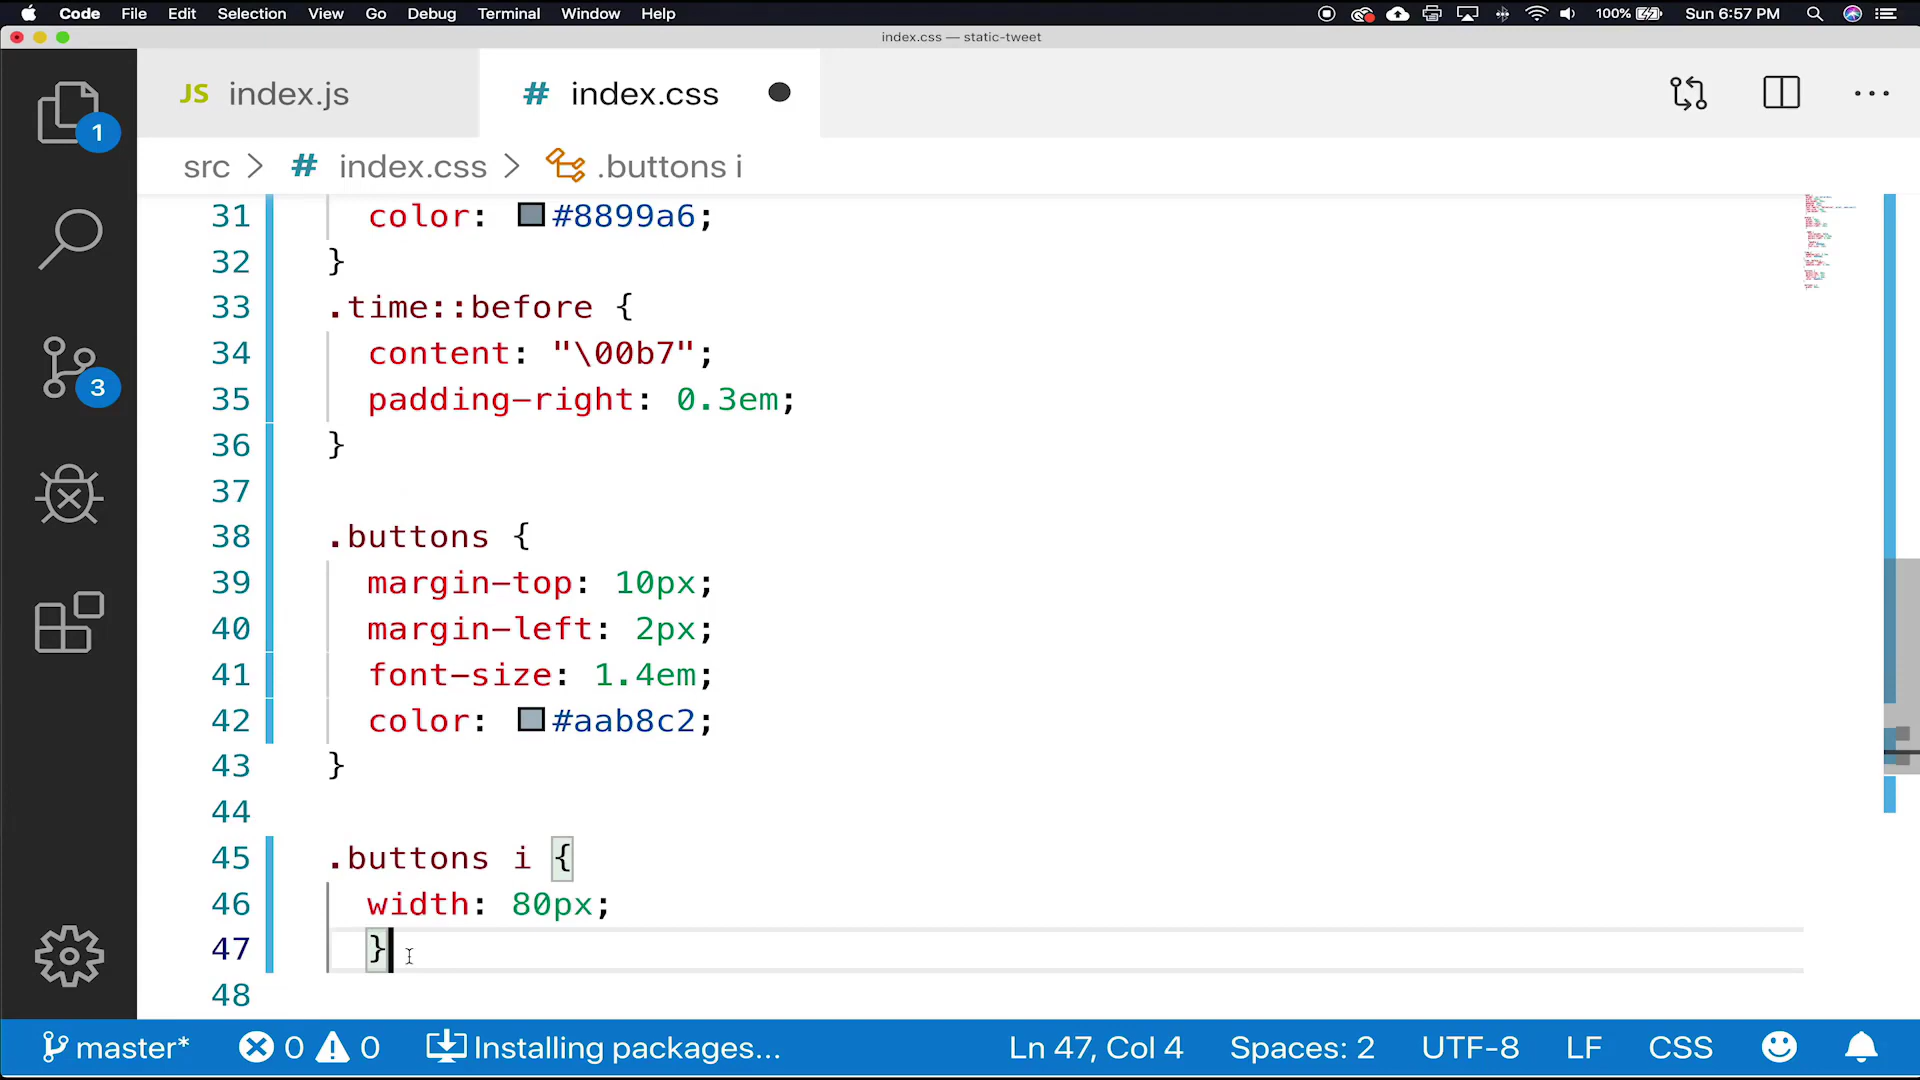 Code File Edit Selection View Go Debug Terminal Window Help 100% Sun 6:57 PM
index.css — static-tweet
JS index.js # index.css
1
src > # index.css > .buttons i
31 color: #8899a6;
32 }
33 .time::before {
34 content: "\00b7";
35 padding-right: 0.3em;
36 }
37
38 .buttons {
39 margin-top: 10px;
40 margin-left: 2px;
3
41 font-size: 1.4em;
42 color: #aab8c2;
43 }
44
45 .buttons i {
46 width: 80px;
47 }
48
master* 0 0 Installing packages... Ln 47, Col 4 Spaces: 2 UTF-8 LF CSS